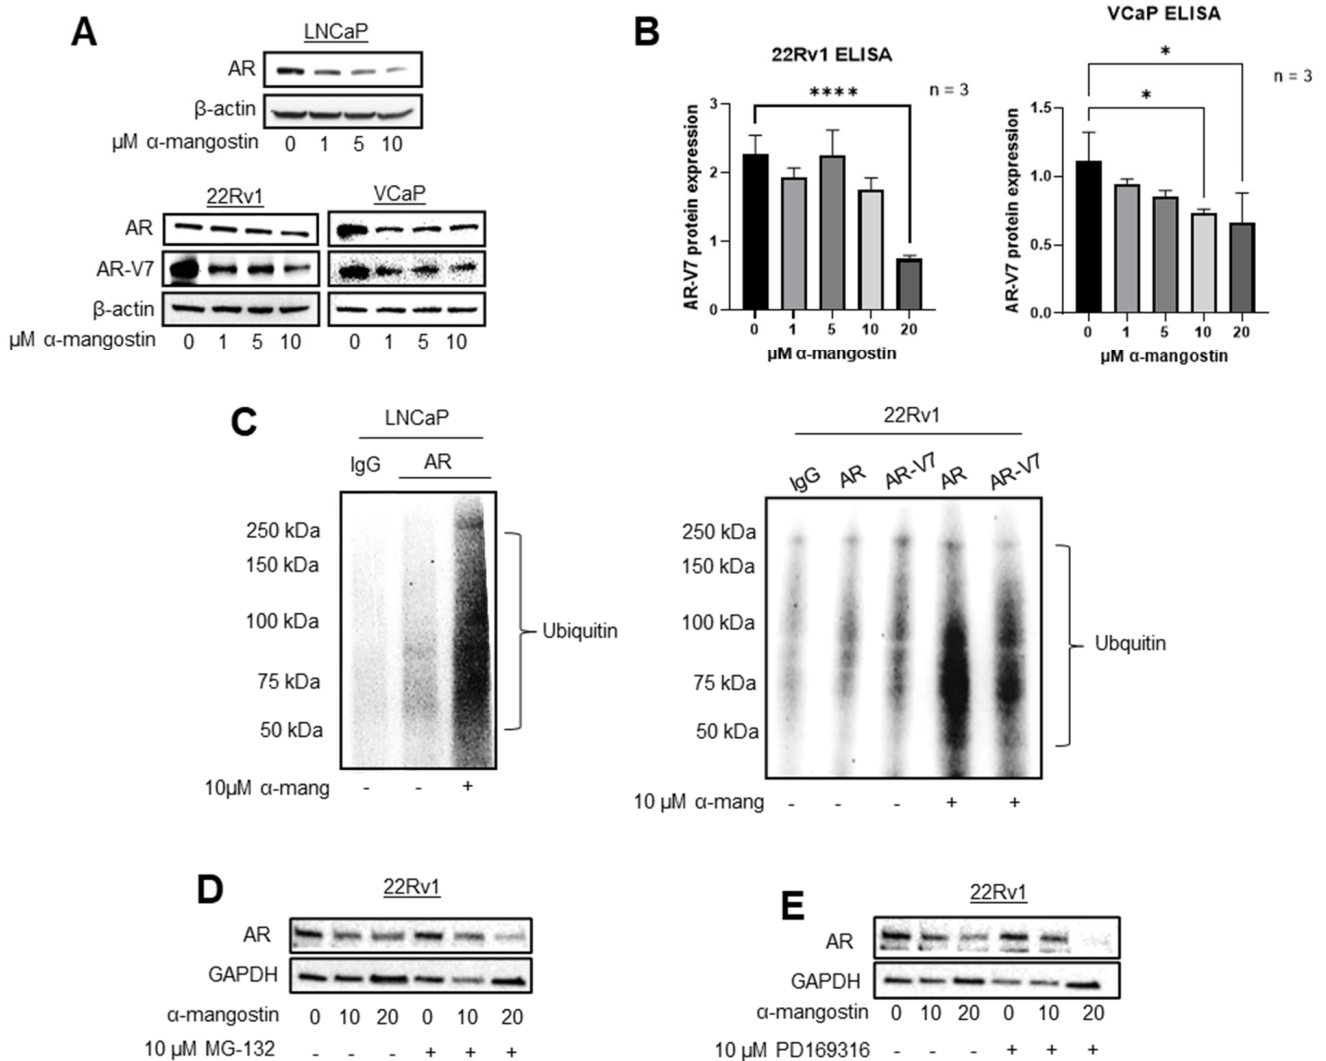 A
LNCaP
AR
β-actin
μM α-mangostin 0 1 5 10
22Rv1 VCaP
AR
AR-V7
β-actin
μM α-mangostin 0 1 5 10 0 1 5 10
B
22Rv1 ELISA
n = 3
****
AR-V7 protein expression
3
2
1
0
0 1 5 10 20
μM α-mangostin
VCaP ELISA
n = 3
*
*
AR-V7 protein expression
1.5
1.0
0.5
0.0
0 1 5 10 20
μM α-mangostin
C
LNCaP
IgG AR
250 kDa
150 kDa
100 kDa
75 kDa
50 kDa
Ubiquitin
10μM α-mang - - +
22Rv1
IgG AR AR-V7 AR AR-V7
250 kDa
150 kDa
100 kDa
75 kDa
50 kDa
Ubquitin
10 μM α-mang - - - + +
D
22Rv1
AR
GAPDH
α-mangostin 0 10 20 0 10 20
10 μM MG-132 - - - + + +
E
22Rv1
AR
GAPDH
α-mangostin 0 10 20 0 10 20
10 μM PD169316 - - - + + +